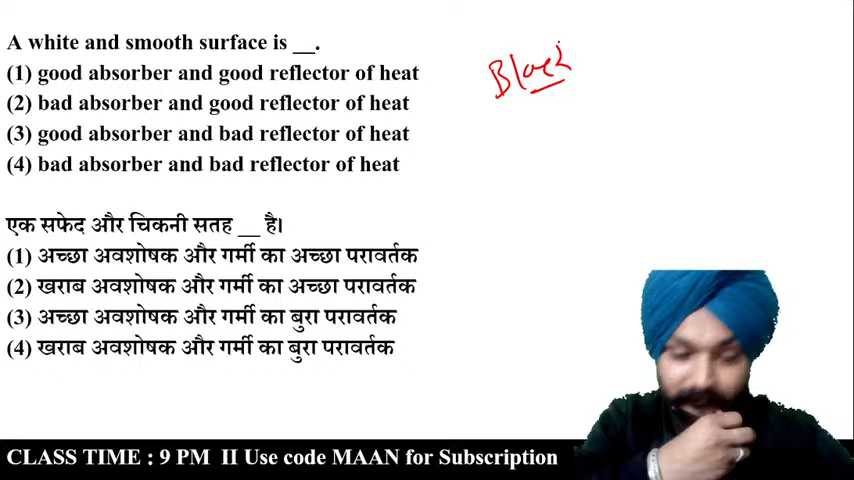 A white and smooth surface is __.
(1) good absorber and good reflector of heat
(2) bad absorber and good reflector of heat
(3) good absorber and bad reflector of heat
(4) bad absorber and bad reflector of heat
Black
एक सफेद और चिकनी सतह __ है।
(1) अच्छा अवशोषक और गर्मी का अच्छा परावर्तक
(2) खराब अवशोषक और गर्मी का अच्छा परावर्तक
(3) अच्छा अवशोषक और गर्मी का बुरा परावर्तक
(4) खराब अवशोषक और गर्मी का बुरा परावर्तक
CLASS TIME : 9 PM II Use code MAAN for Subscription